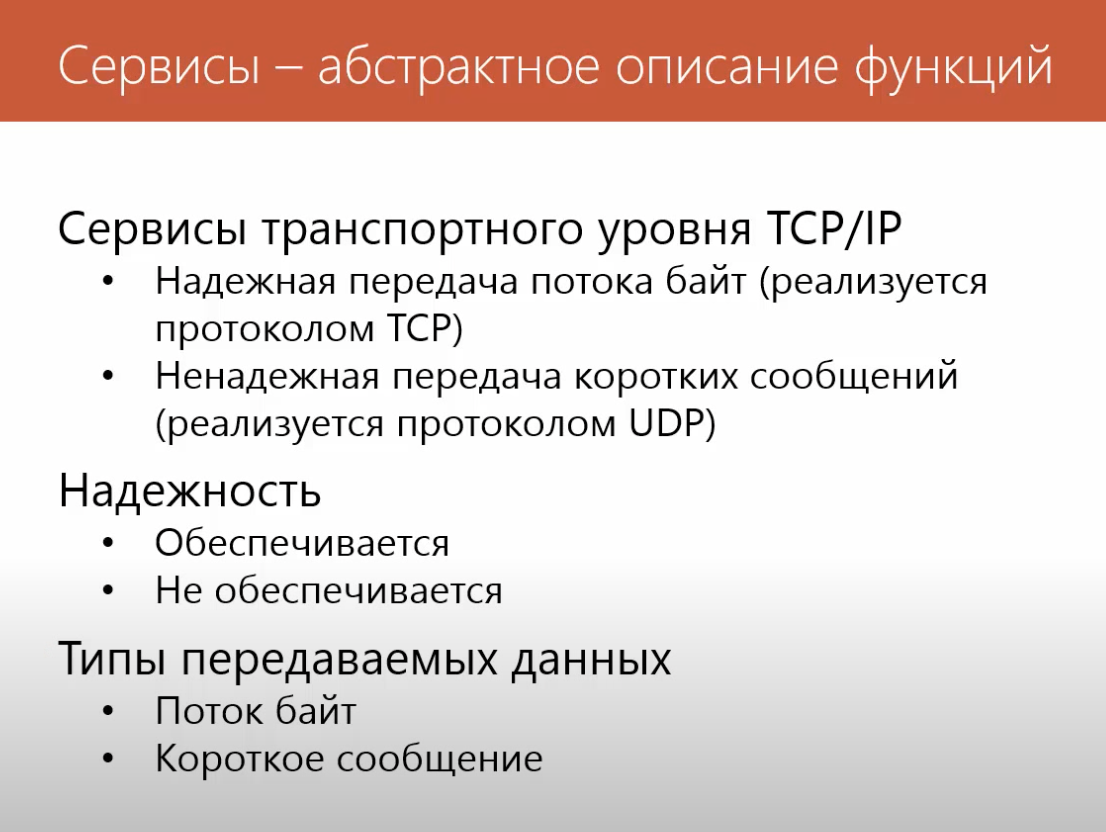 Сервисы – абстрактное описание функций
Сервисы транспортного уровня TCP/IP
• Надежная передача потока байт (реализуется
протоколом TCP)
• Ненадежная передача коротких сообщений
(реализуется протоколом UDP)
Надежность
• Обеспечивается
• Не обеспечивается
Типы передаваемых данных
• Поток байт
• Короткое сообщение